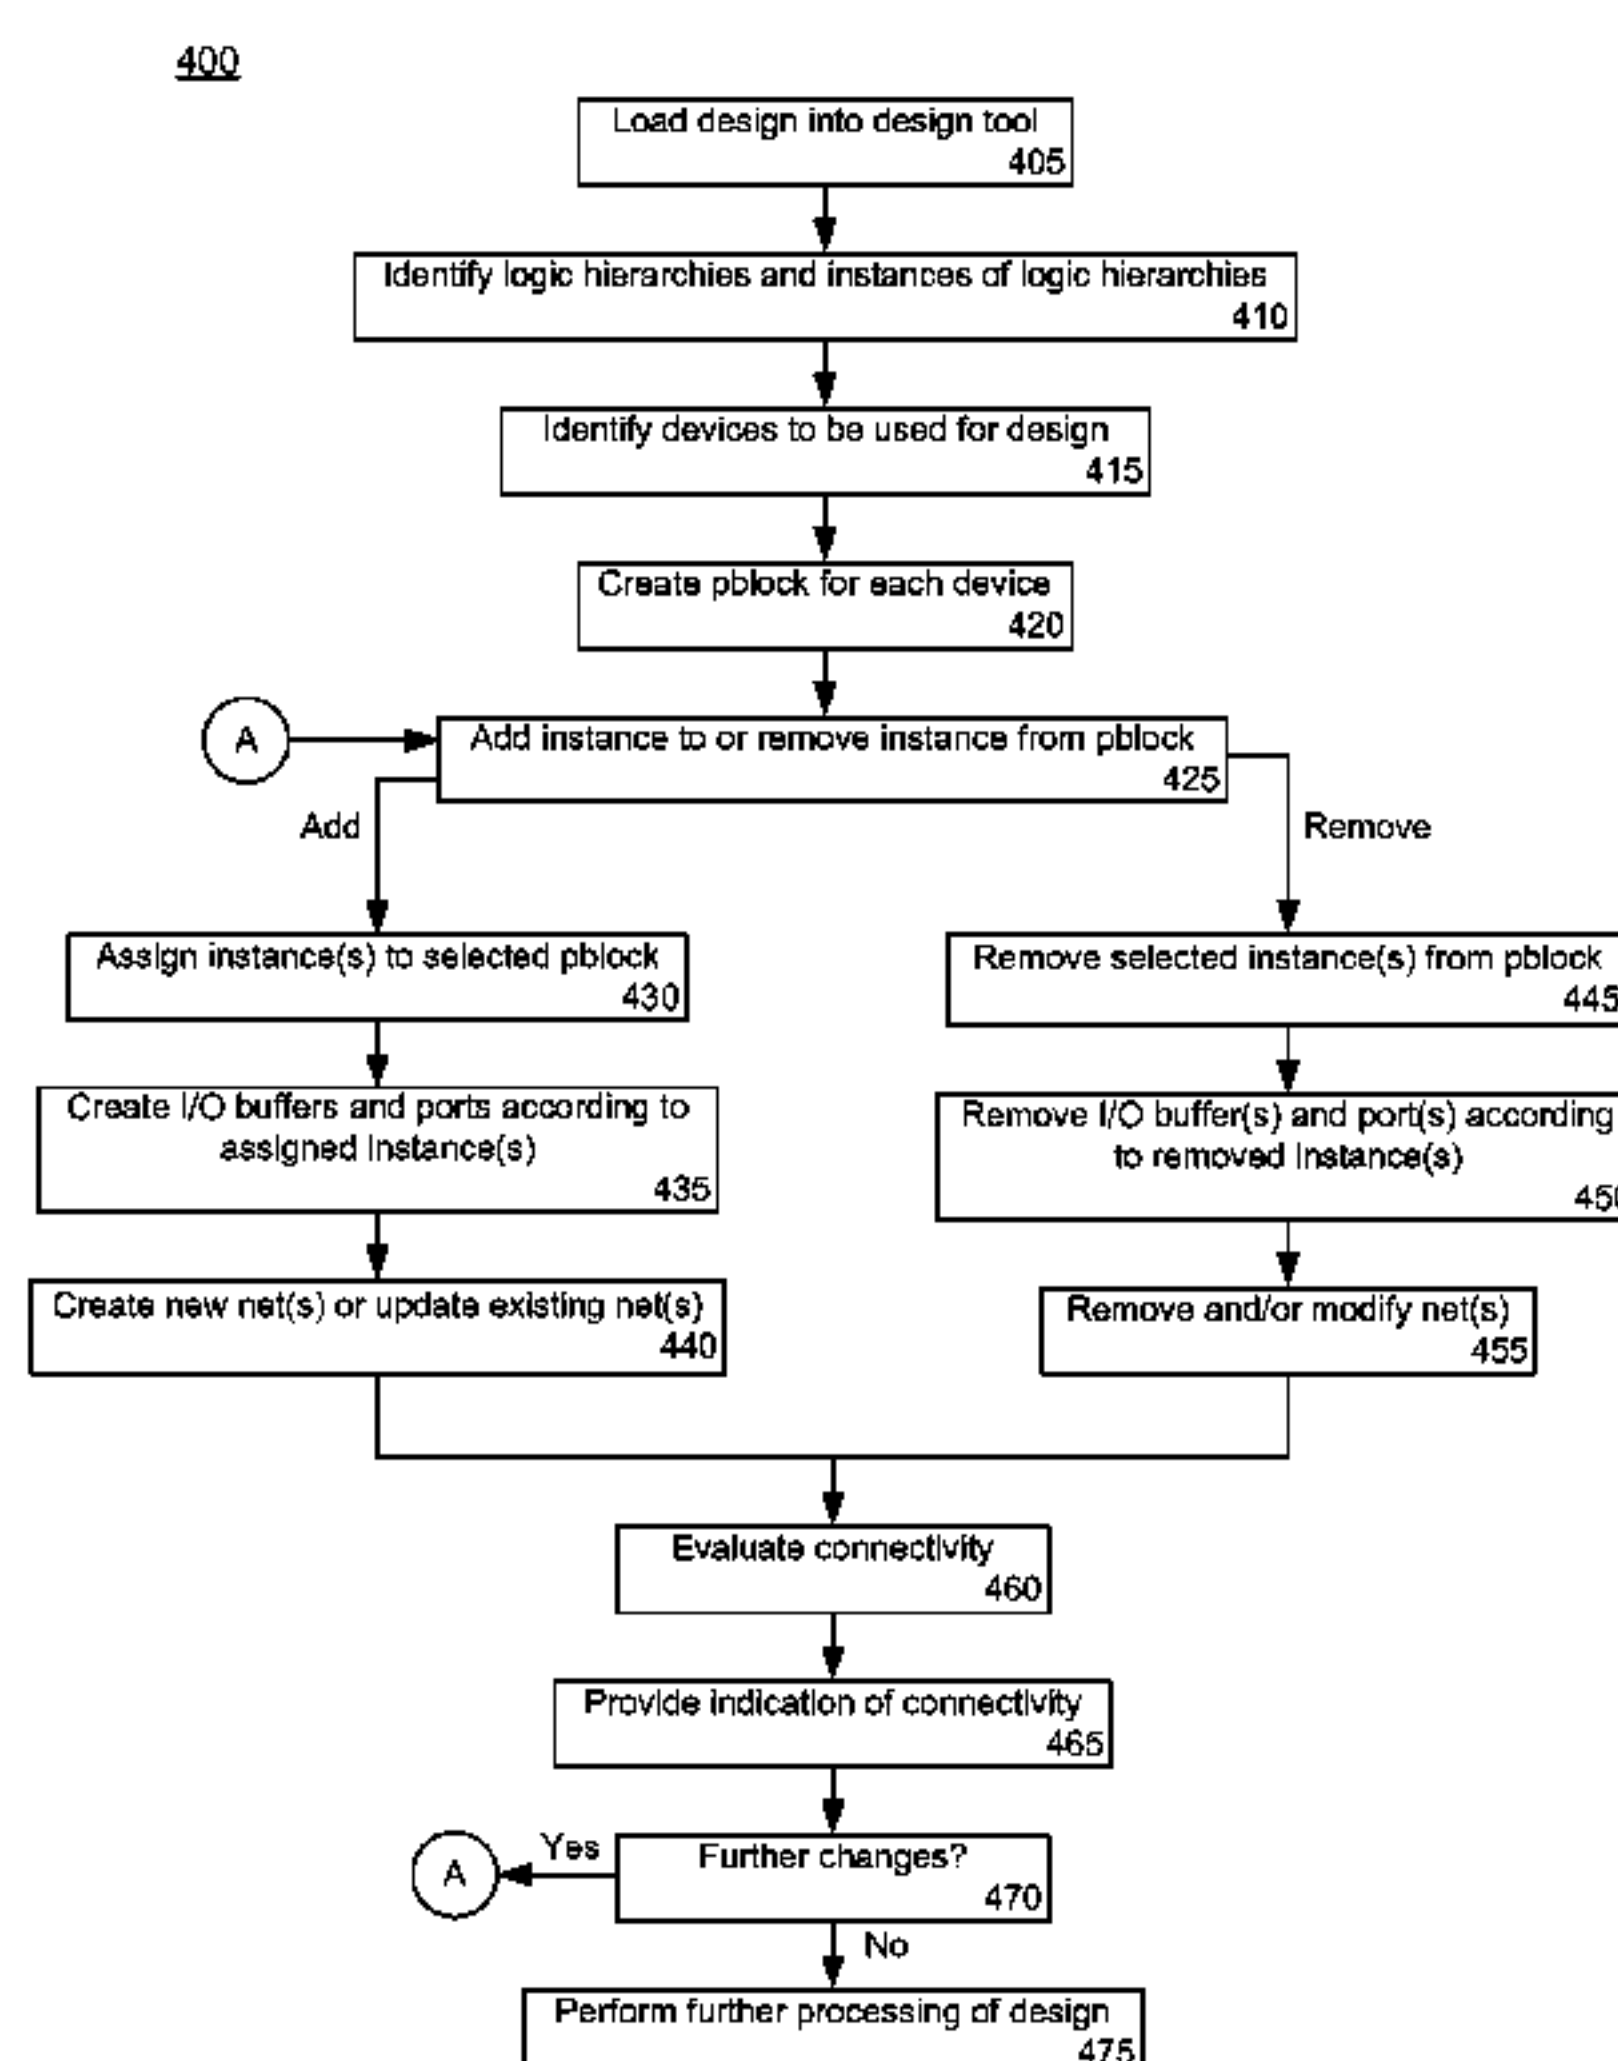 400
Load design into design tool
405
Identify logic hierarchies and instances of logic hierarchies
410
Identify devices to be used for design
415
Create pblock for each device
420
A
Add instance to or remove instance from pblock
425
Add
Remove
Assign instance(s) to selected pblock
430
Remove selected instance(s) from pblock
445
Create I/O buffers and ports according to
assigned instance(s)
435
Remove I/O buffer(s) and port(s) according
to removed instance(s)
450
Create new net(s) or update existing net(s)
440
Remove and/or modify net(s)
455
Evaluate connectivity
460
Provide indication of connectivity
465
A
Yes
Further changes?
470
No
Perform further processing of design
475